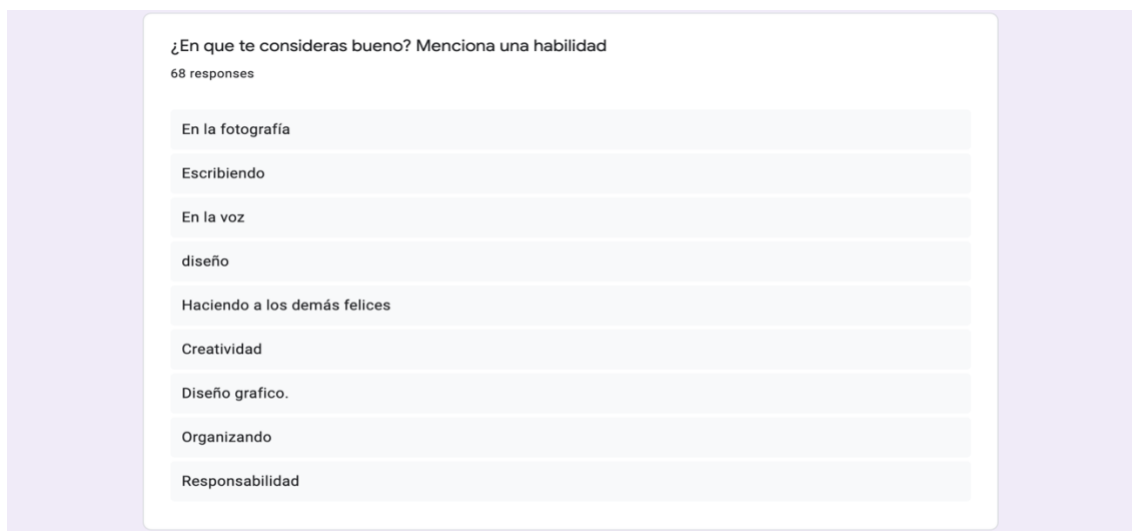 ¿En que te consideras bueno? Menciona una habilidad
68 responses
En la fotografía
Escribiendo
En la voz
diseño
Haciendo a los demás felices
Creatividad
Diseño grafico.
Organizando
Responsabilidad